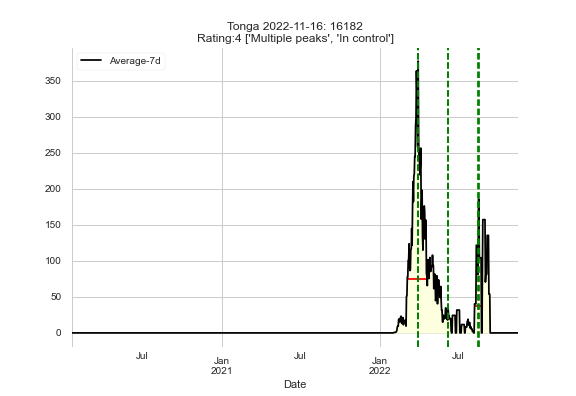 Tonga 2022-11-16: 16182
Rating:4 ['Multiple peaks', 'In control']
Average-7d
350
300
250
200
150
100
50
0
Jul
Jan
2021
Jul
Jan
2022
Jul
Date